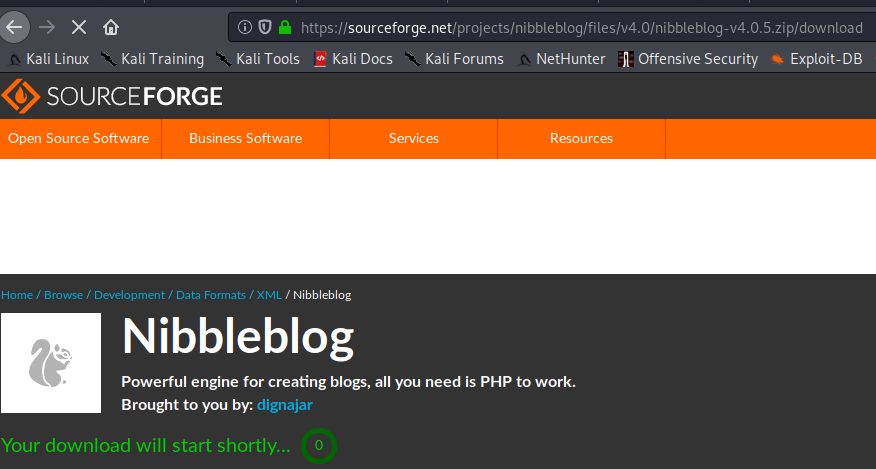 https://sourceforge.net/projects/nibbleblog/files/v4.0/nibbleblog-v4.0.5.zip/download
Kali Linux Kali Training Kali Tools Kali Docs Kali Forums NetHunter Offensive Security Exploit-DB
SOURCEFORGE
Open Source Software Business Software Services Resources
Home / Browse / Development / Data Formats / XML / Nibbleblog
Nibbleblog
Powerful engine for creating blogs, all you need is PHP to work.
Brought to you by: dignajar
Your download will start shortly... 0